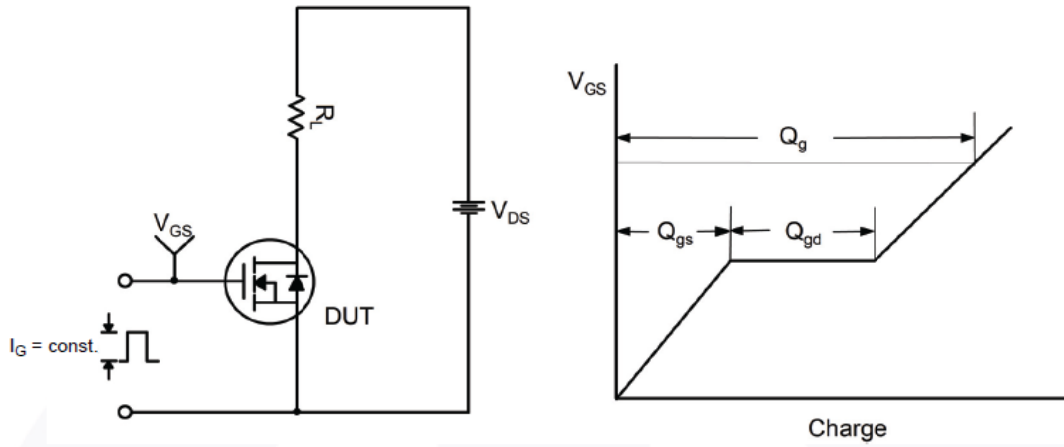 R_L
V_GS
V_DS
DUT
I_G = const.
V_GS
Q_g
Q_gs
Q_gd
Charge